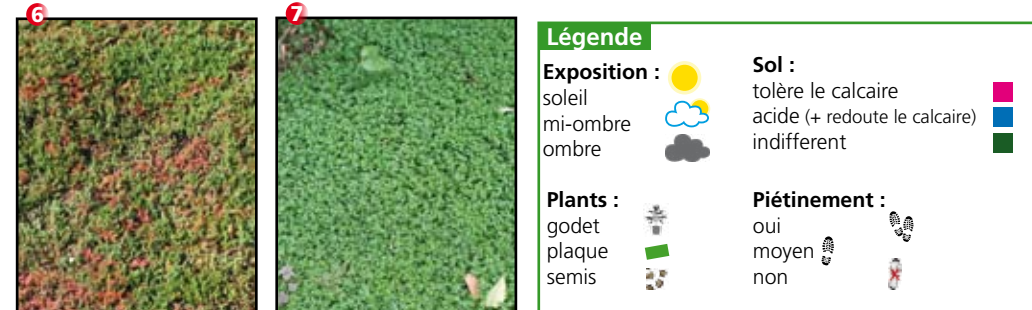 6
7
Légende
Exposition :
soleil
mi-ombre
ombre
Sol :
tolère le calcaire
acide (+ redoute le calcaire)
indifferent
Plants :
godet
plaque
semis
Piétinement :
oui
moyen
non